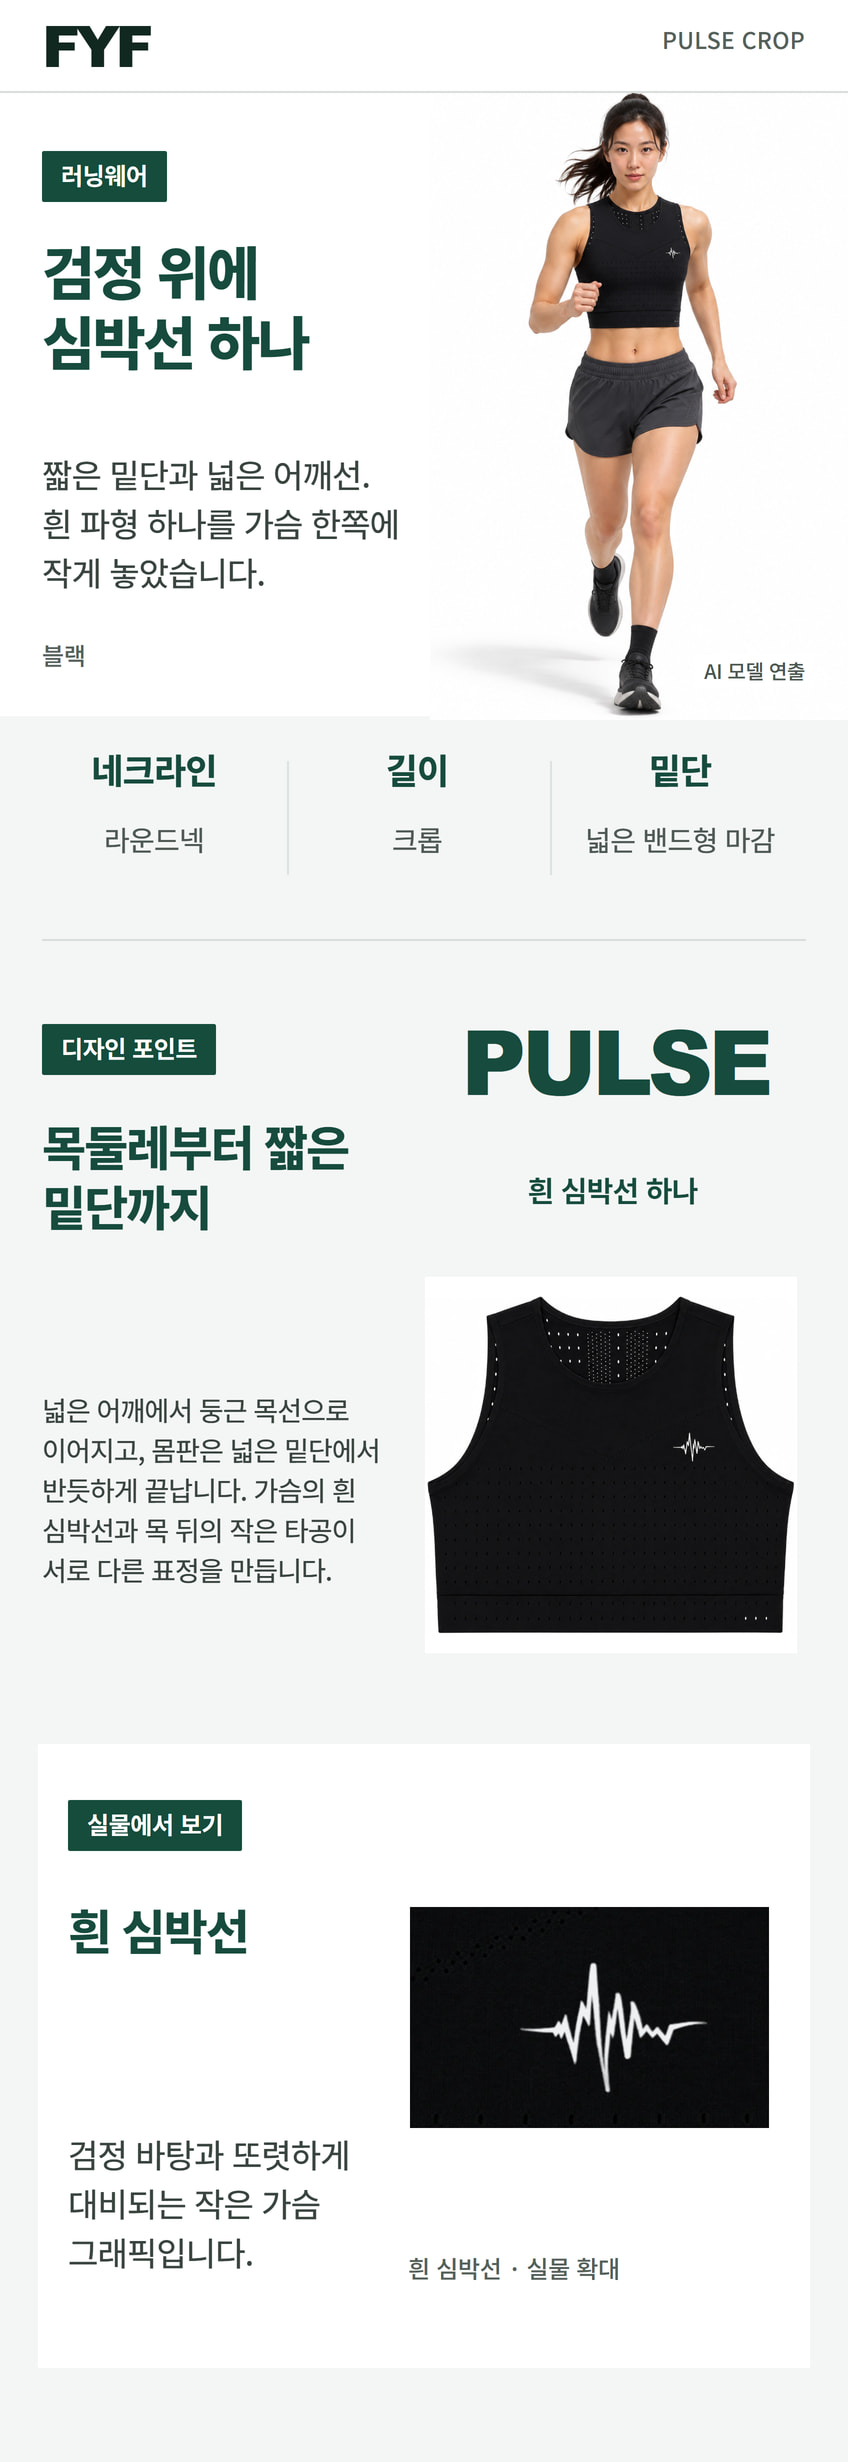 FYF
PULSE CROP
러닝웨어
검정 위에
심박선 하나
짧은 밑단과 넓은 어깨선.
흰 파형 하나를 가슴 한쪽에
작게 놓았습니다.
블랙
AI 모델 연출
네크라인
라운드넥
길이
크롭
밑단
넓은 밴드형 마감
디자인 포인트
목둘레부터 짧은
밑단까지
PULSE
흰 심박선 하나
넓은 어깨에서 둥근 목선으로
이어지고, 몸판은 넓은 밑단에서
반듯하게 끝납니다. 가슴의 흰
심박선과 목 뒤의 작은 타공이
서로 다른 표정을 만듭니다.
실물에서 보기
흰 심박선
검정 바탕과 또렷하게
대비되는 작은 가슴
그래픽입니다.
흰 심박선 · 실물 확대